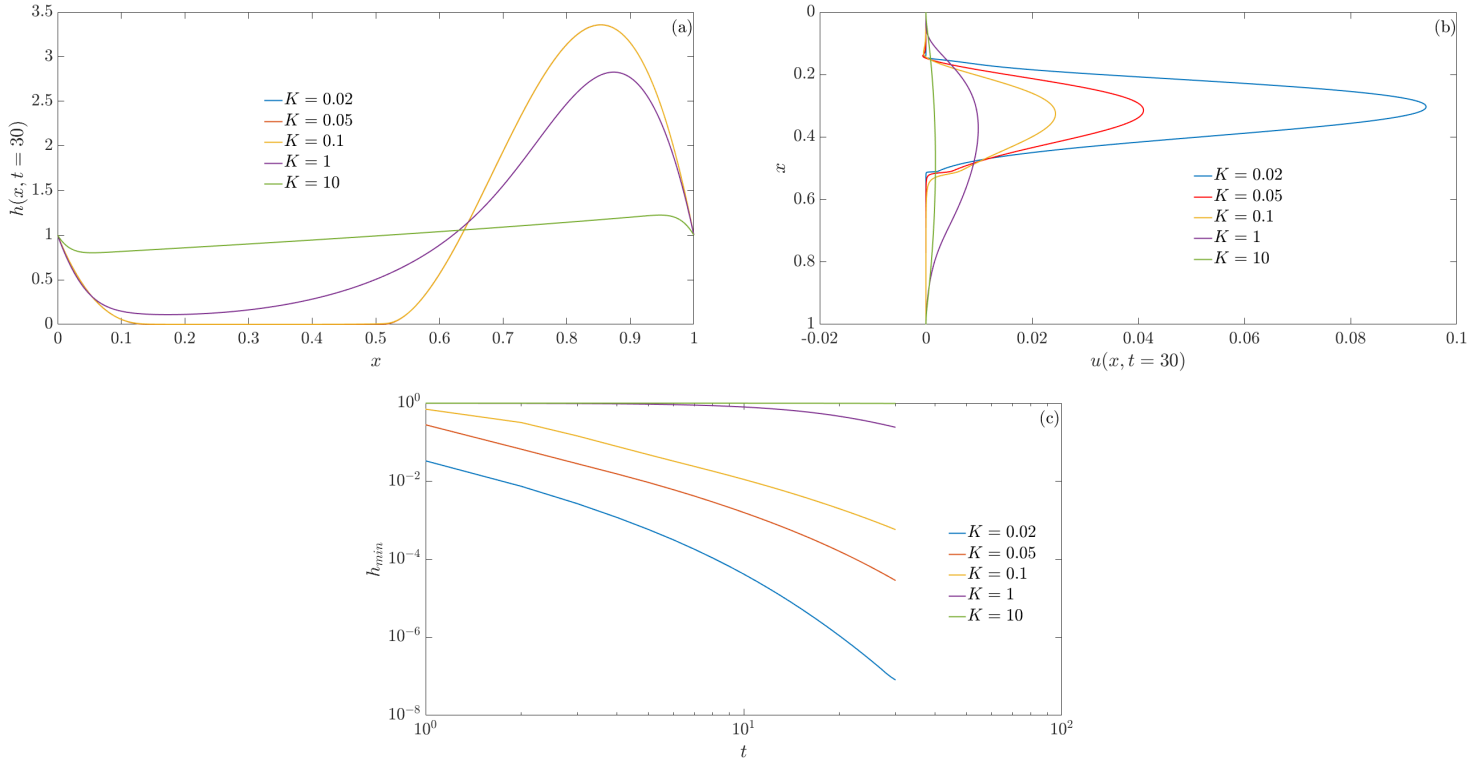 (a)
h(x, t = 30)
3.5
3
2.5
2
1.5
1
0.5
0
K = 0.02
K = 0.05
K = 0.1
K = 1
K = 10
0 0.1 0.2 0.3 0.4 0.5 0.6 0.7 0.8 0.9 1
x
(b)
x
0
0.2
0.4
0.6
0.8
1
K = 0.02
K = 0.05
K = 0.1
K = 1
K = 10
-0.02 0 0.02 0.04 0.06 0.08 0.1
u(x, t = 30)
(c)
h_{min}
10^0
10^{-2}
10^{-4}
10^{-6}
10^{-8}
K = 0.02
K = 0.05
K = 0.1
K = 1
K = 10
10^0 10^1 10^2
t